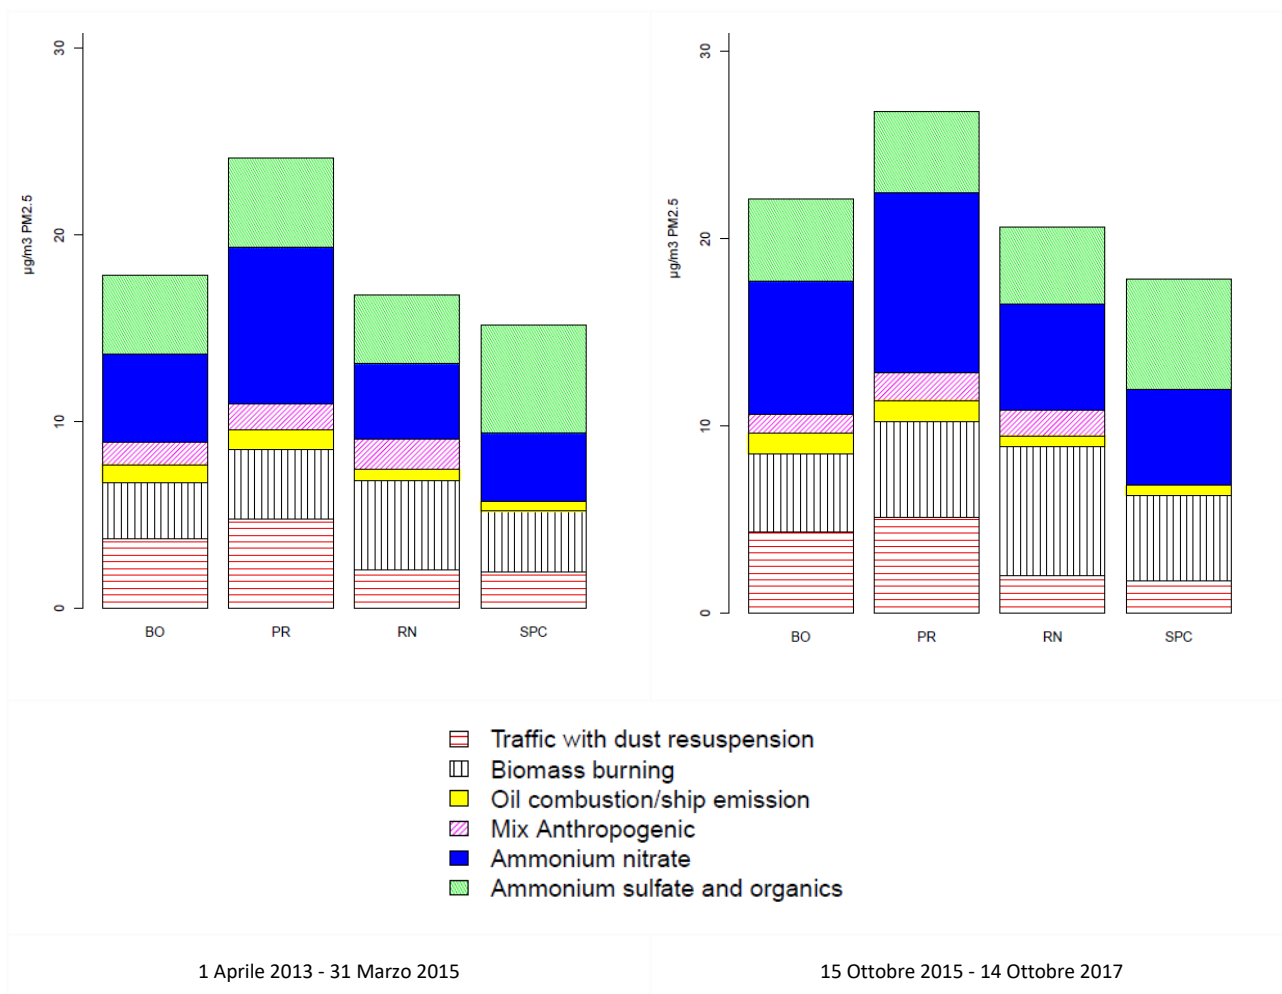 30
20
10
0
µg/m3 PM2.5
BO PR RN SPC
30
20
10
0
µg/m3 PM2.5
BO PR RN SPC
Traffic with dust resuspension
Biomass burning
Oil combustion/ship emission
Mix Anthropogenic
Ammonium nitrate
Ammonium sulfate and organics
1 Aprile 2013 - 31 Marzo 2015
15 Ottobre 2015 - 14 Ottobre 2017